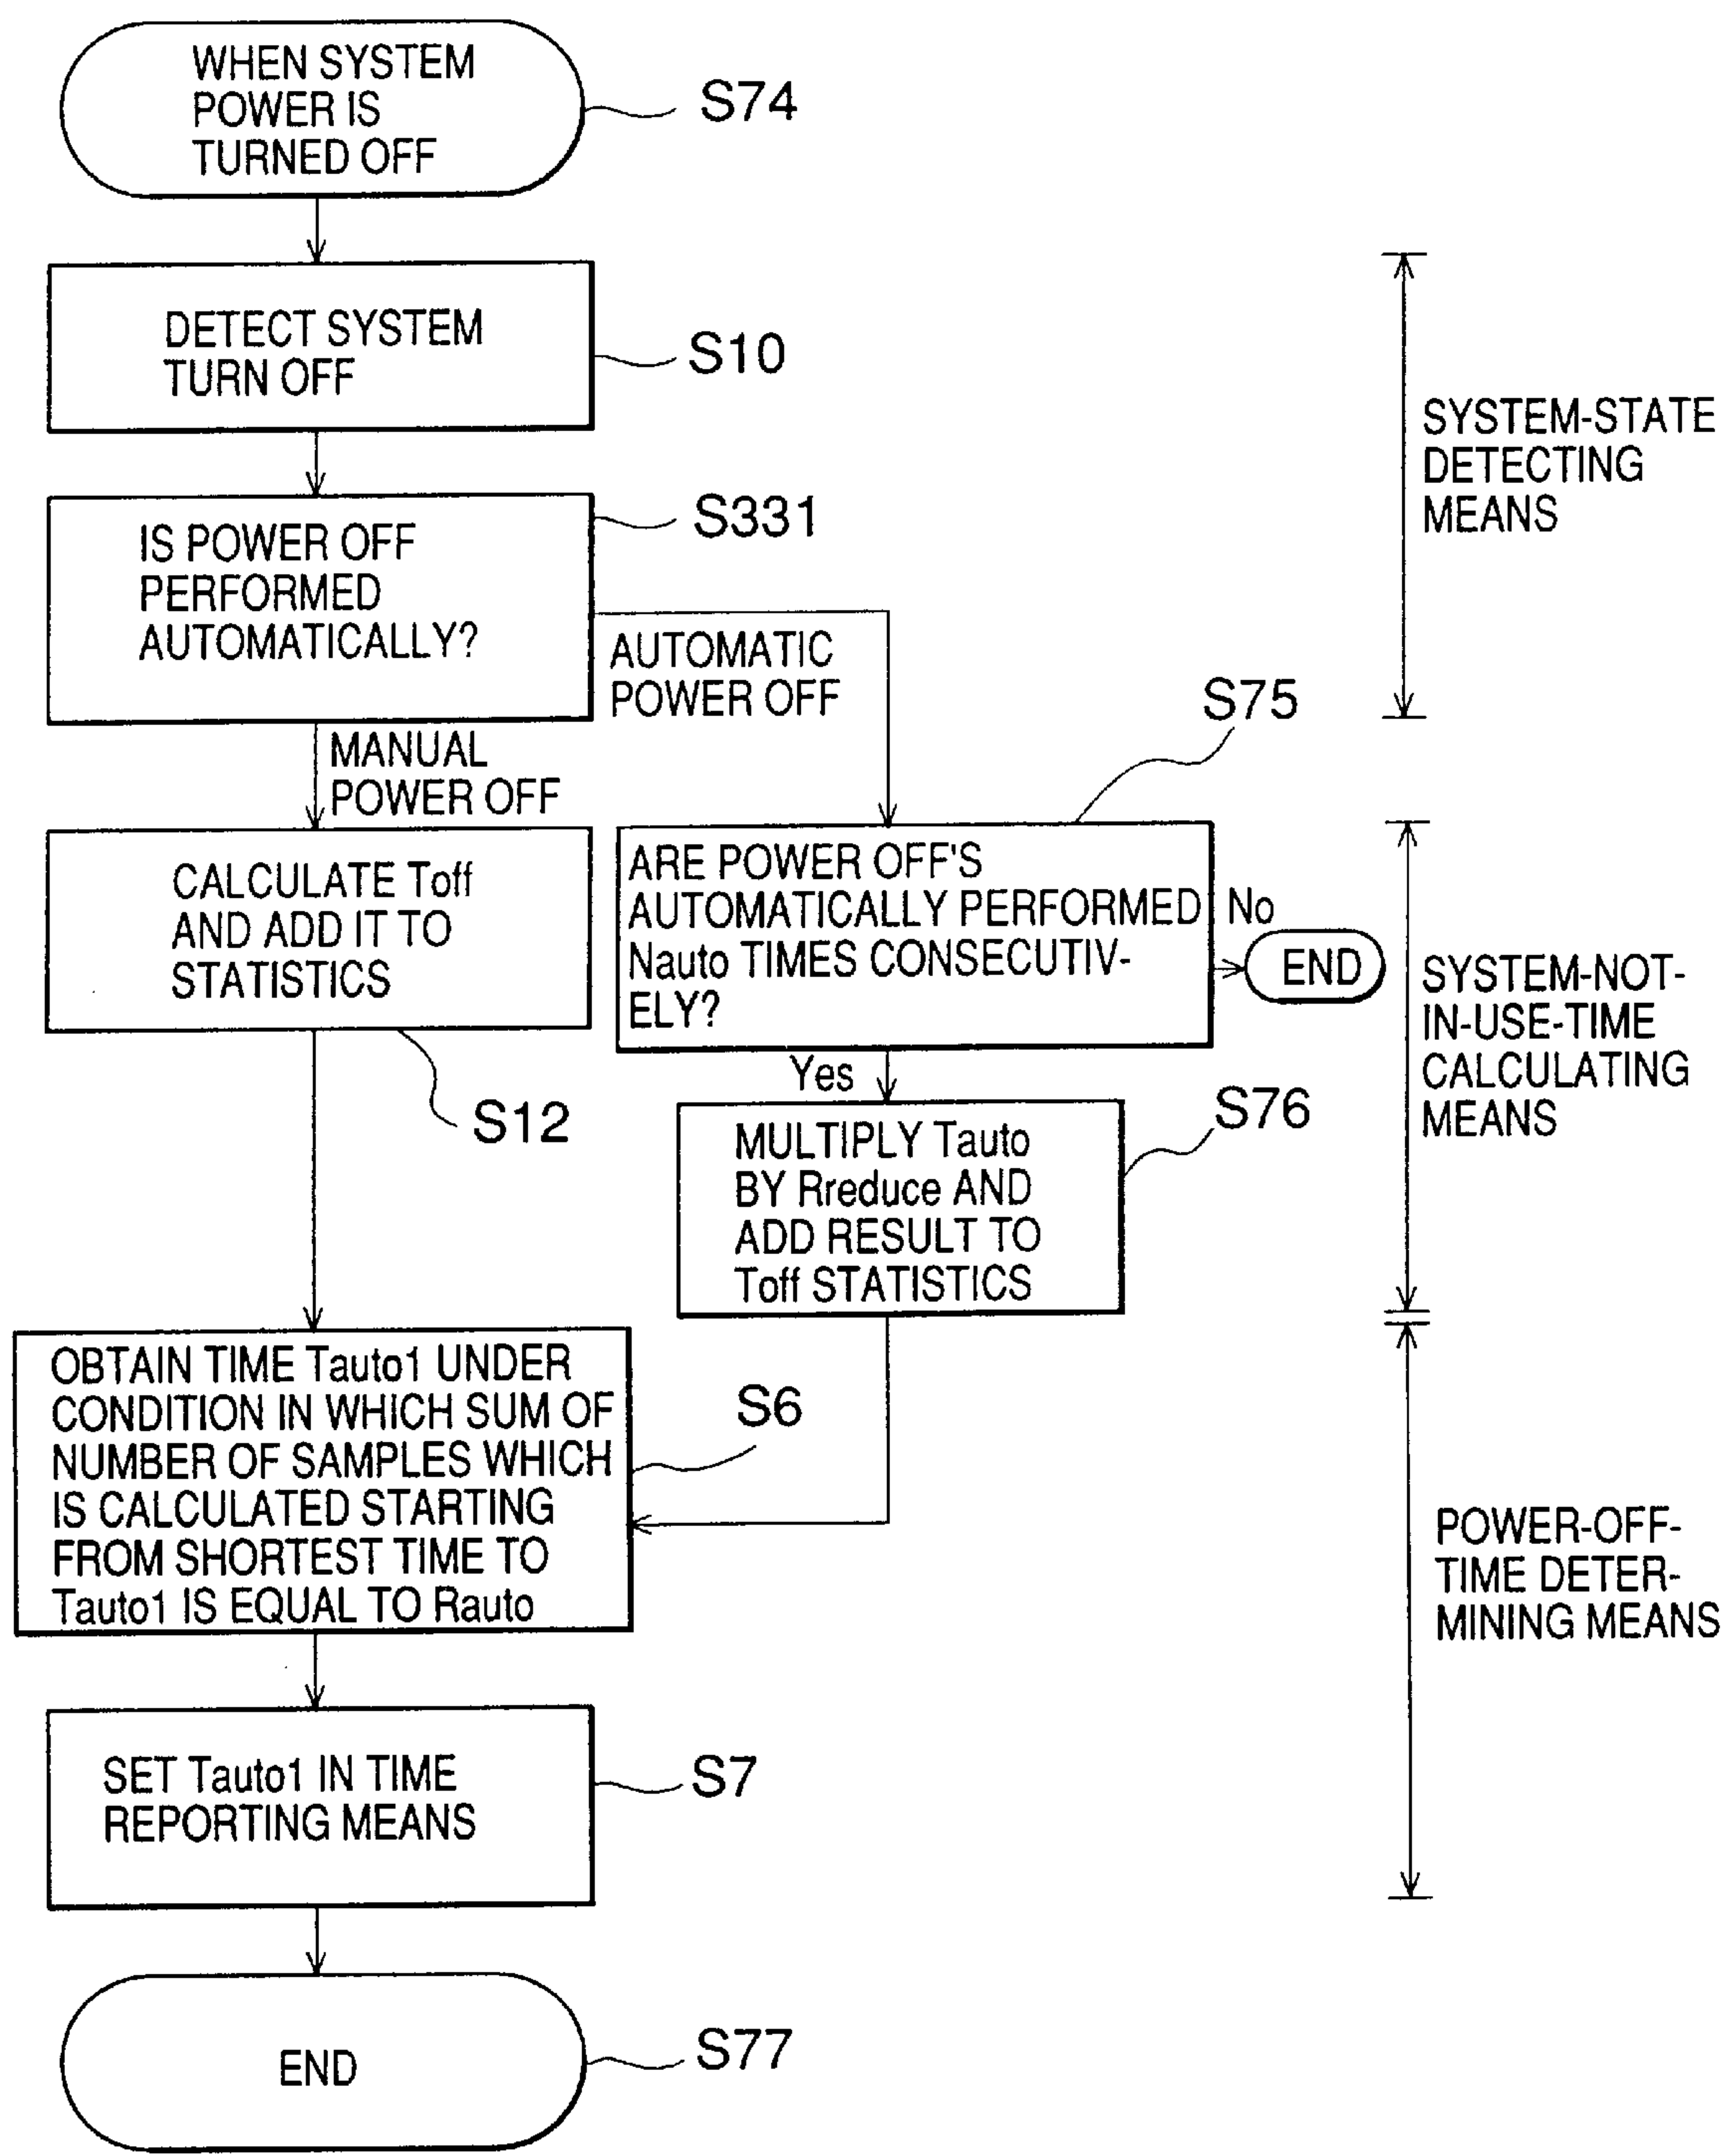 WHEN SYSTEM
POWER IS
TURNED OFF
S74
DETECT SYSTEM
TURN OFF
S10
IS POWER OFF
PERFORMED
AUTOMATICALLY?
S331
AUTOMATIC
POWER OFF
MANUAL
POWER OFF
SYSTEM-STATE
DETECTING
MEANS
CALCULATE Toff
AND ADD IT TO
STATISTICS
S12
S75
ARE POWER OFF'S
AUTOMATICALLY PERFORMED
Nauto TIMES CONSECUTIV-
ELY?
No
END
Yes
MULTIPLY Tauto
BY Rreduce AND
ADD RESULT TO
Toff STATISTICS
S76
SYSTEM-NOT-
IN-USE-TIME
CALCULATING
MEANS
OBTAIN TIME Tauto1 UNDER
CONDITION IN WHICH SUM OF
NUMBER OF SAMPLES WHICH
IS CALCULATED STARTING
FROM SHORTEST TIME TO
Tauto1 IS EQUAL TO Rauto
S6
POWER-OFF-
TIME DETER-
MINING MEANS
SET Tauto1 IN TIME
REPORTING MEANS
S7
END
S77